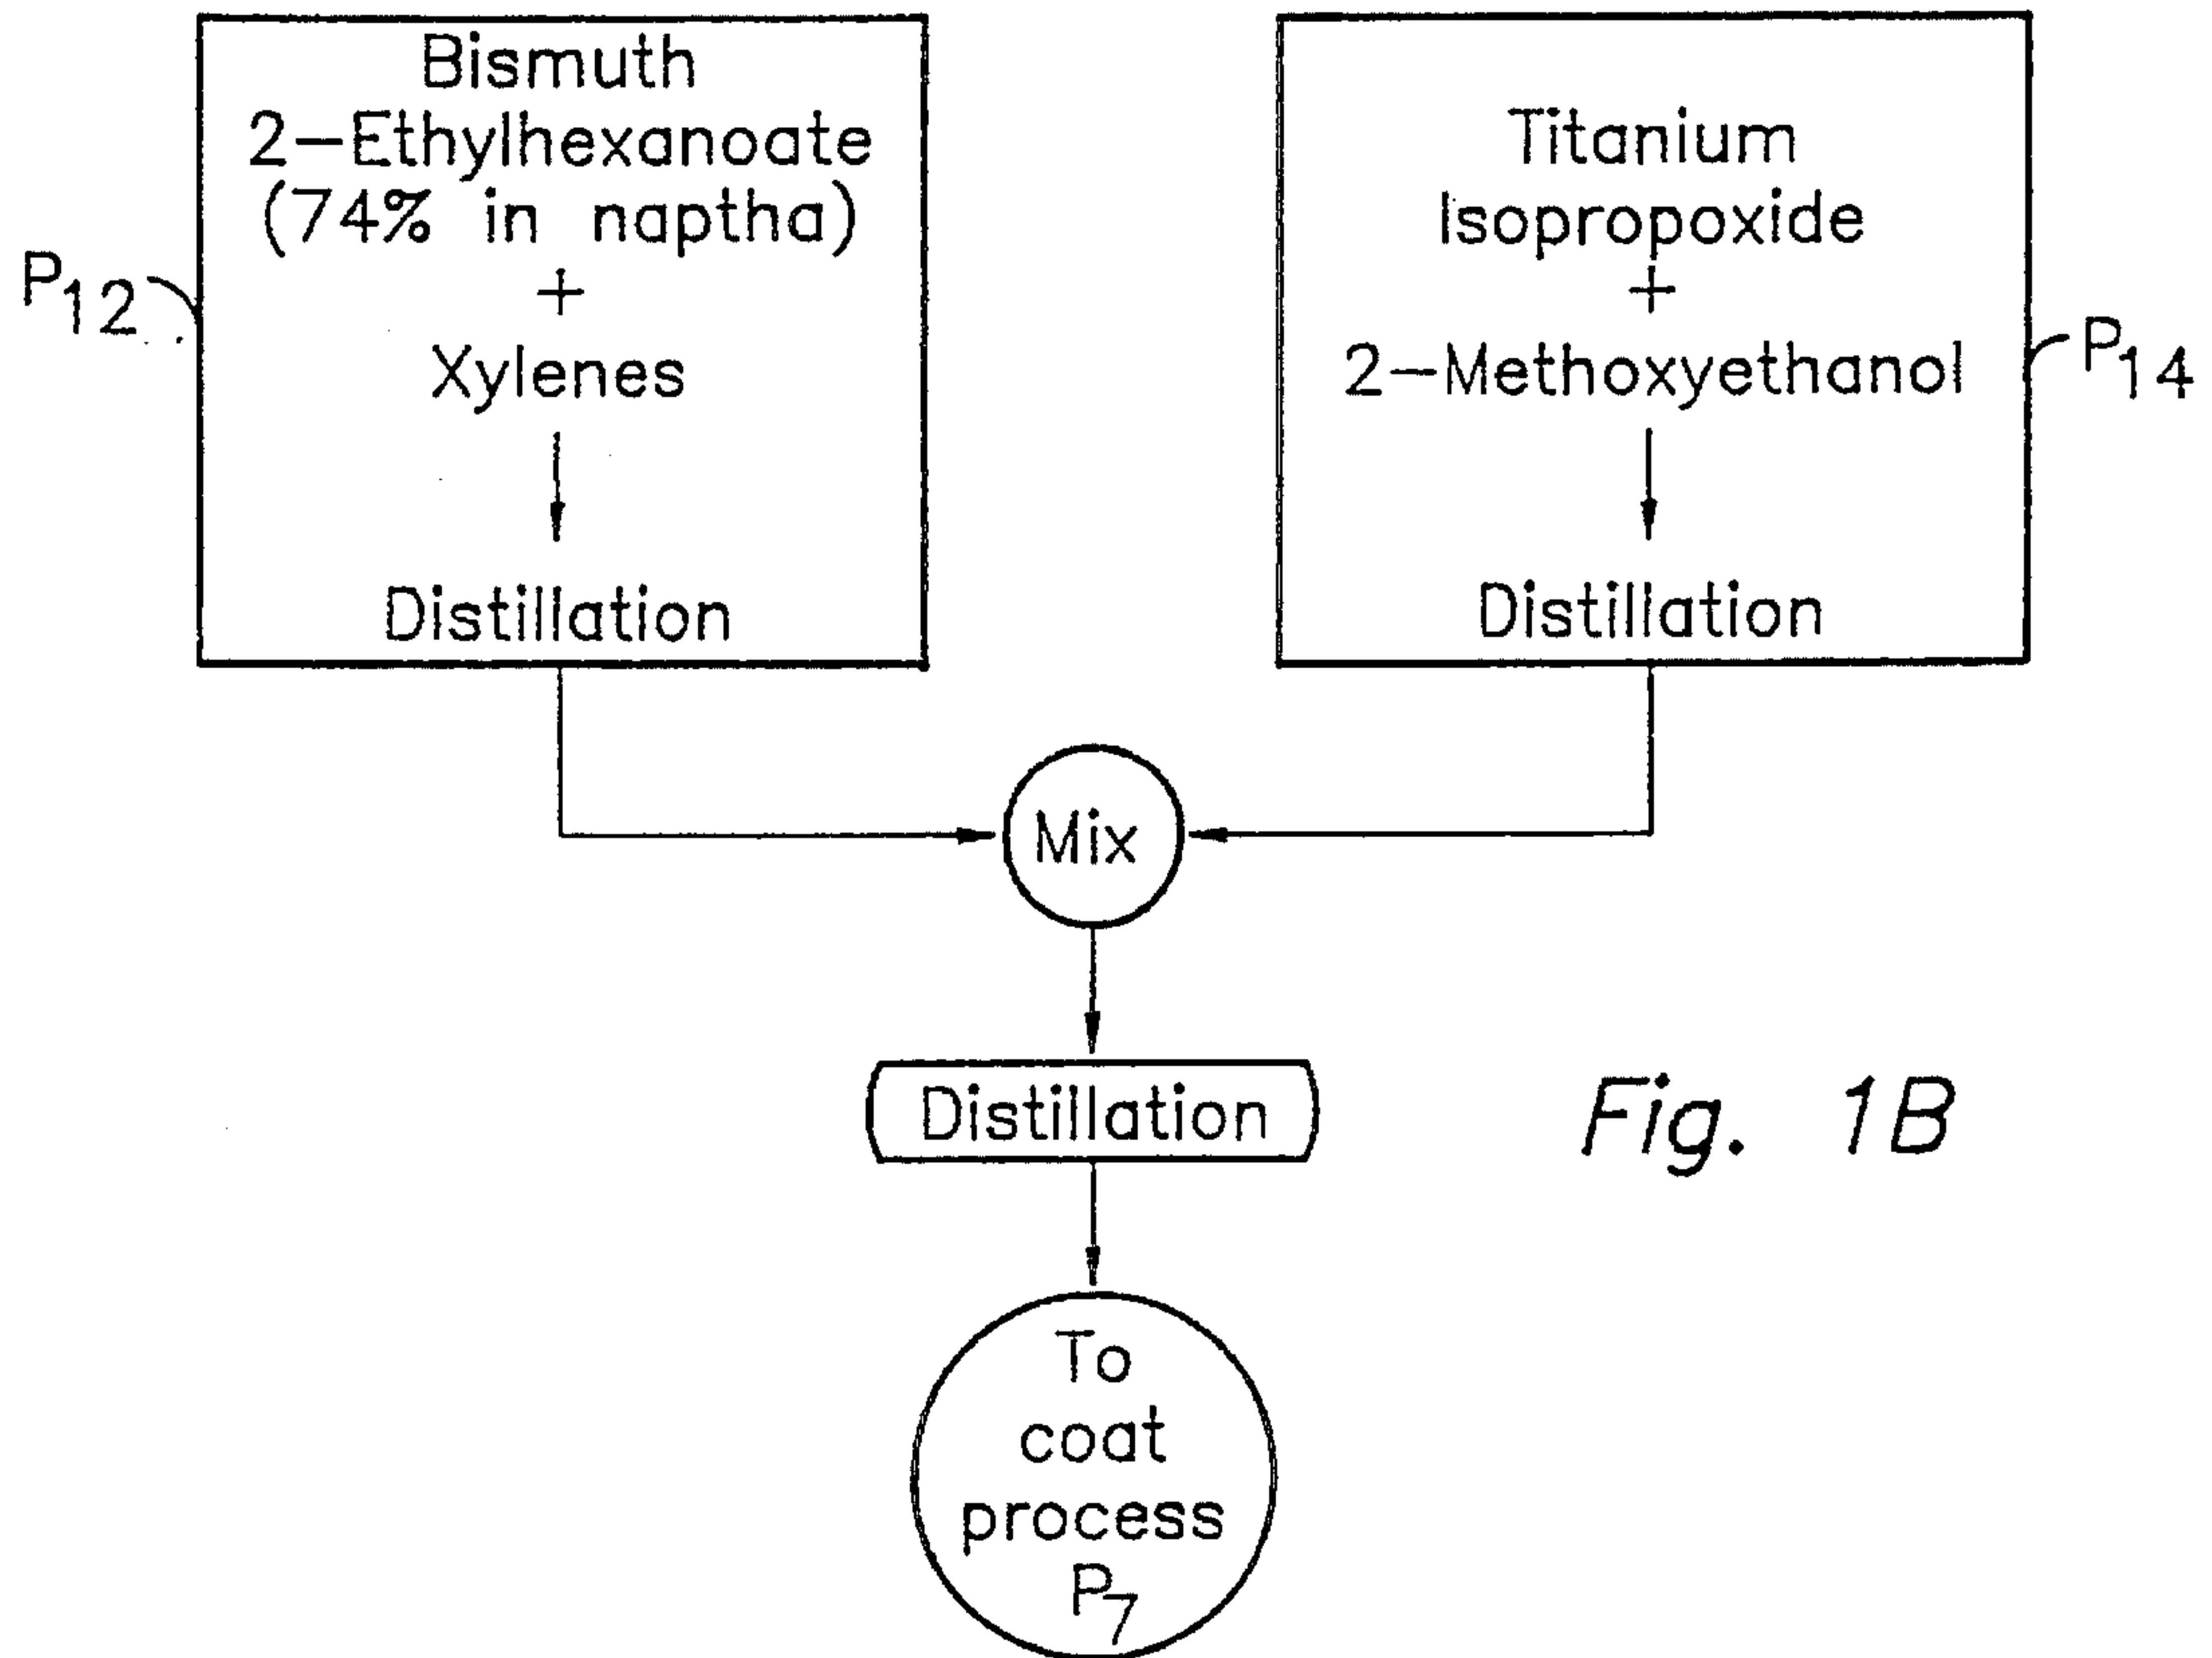 Bismuth
2-Ethylhexanoate
(74% in naptha)
+
Xylenes
Distillation
P12
Titanium
Isopropoxide
+
2-Methoxyethanol
Distillation
P14
Mix
Distillation
Fig. 1B
To
coat
process
P7